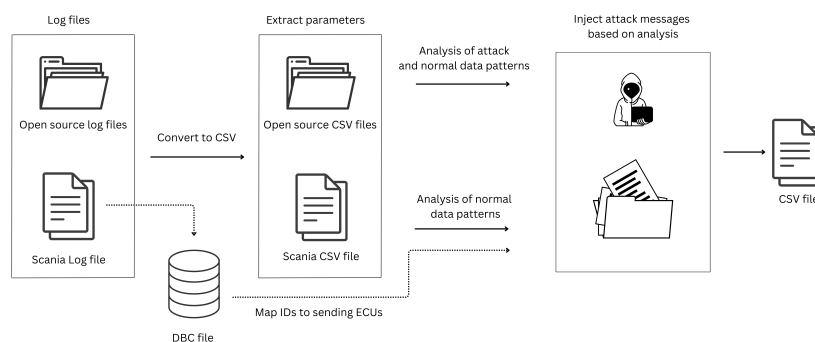 Log files
Extract parameters
Inject attack messages
based on analysis
Analysis of attack
and normal data patterns
Open source log files
Open source CSV files
Convert to CSV
Analysis of normal
data patterns
CSV file
Scania Log file
Scania CSV file
Map IDs to sending ECUs
DBC file